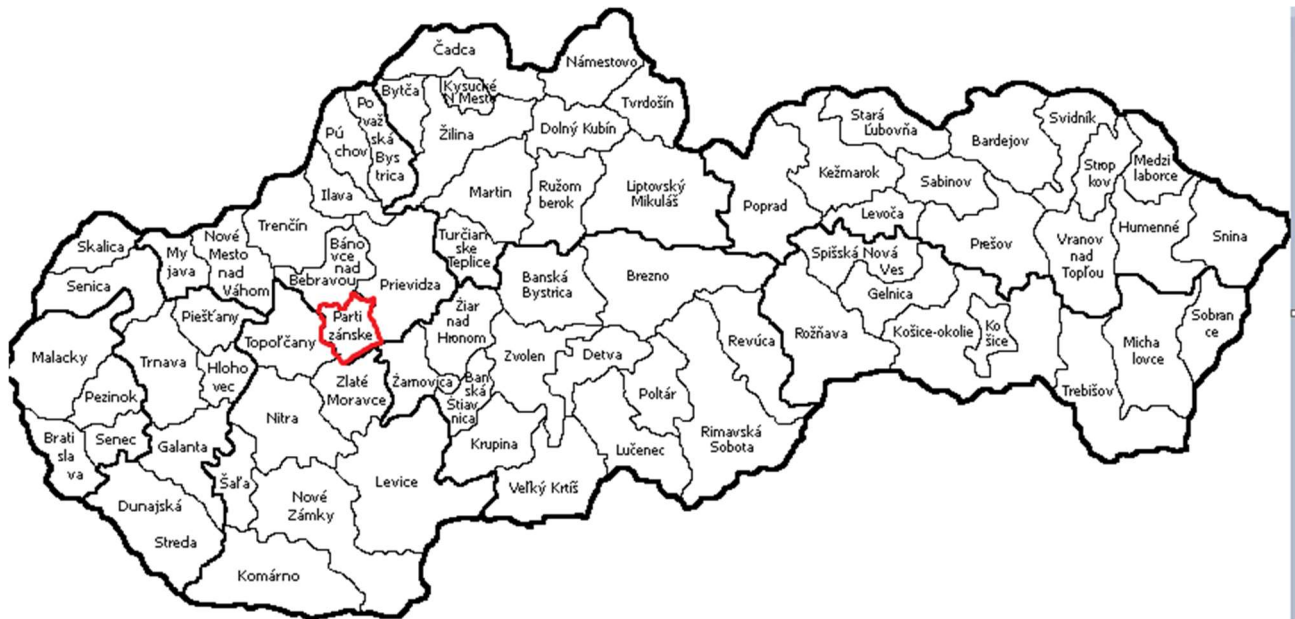 Čadca
Námestovo
Bytča
Kysucké
N Mesto
Tvrdošín
Po
važ
ská
Bys
trica
Pú
chov
Žilina
Dolný Kubín
Stará
Ľubovňa
Bardejov
Svidník
Strop
kov
Medzi
laborce
Ilava
Martin
Ružom
berok
Liptovský
Mikuláš
Kežmarok
Sabinov
Poprad
Levoča
Prešov
Humenné
Snina
Skalica
Senica
My
java
Nové
Mesto
nad
Váhom
Trenčín
Báno
vce
nad
Bebravou
Turčian
ske
Teplice
Prievidza
Banská
Bystrica
Brezno
Spišská Nová
Ves
Gelnica
Vranov
nad
Topľou
Sobran
ce
Malacky
Trnava
Piešťany
Hloho
vec
Topoľčany
Parti
zánske
Žiar
nad
Hronom
Zvolen
Detva
Revúca
Rožňava
Košice-okolie
Ko
šice
Micha
lovce
Trebišov
Pezinok
Zlaté
Moravce
Žarnovica
Ban
ská
Štiav
nica
Poltár
Brati
sla
va
Senec
Galanta
Nitra
Krupina
Lučenec
Rimavská
Sobota
Šaľa
Levice
Veľký Krtíš
Dunajská
Streda
Nové
Zámky
Komárno